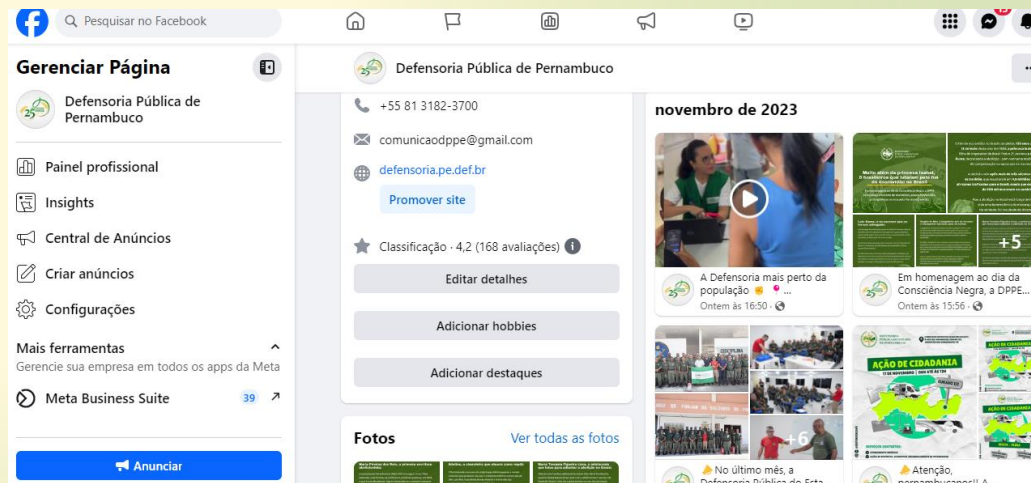 Pesquisar no Facebook
Gerenciar Página
Defensoria Pública de
Pernambuco
Painel profissional
Insights
Central de Anúncios
Criar anúncios
Configurações
Mais ferramentas
Gerencie sua empresa em todos os apps da Meta
Meta Business Suite
39
Anunciar
Defensoria Pública de Pernambuco
+55 81 3182-3700
comunicaodppe@gmail.com
defensoria.pe.def.br
Promover site
Classificação · 4,2 (168 avaliações)
Editar detalhes
Adicionar hobbies
Adicionar destaques
Fotos
Ver todas as fotos
novembro de 2023
+5
A Defensoria mais perto da
população ✊ 📍 ...
Ontem às 16:50 ·
Em homenagem ao dia da
Consciência Negra, a DPPE...
Ontem às 15:56 ·
+6
AÇÃO DE CIDADANIA
No último mês, a
Defensoria Pública do Esta...
Atenção,
pernambucanos!! A...